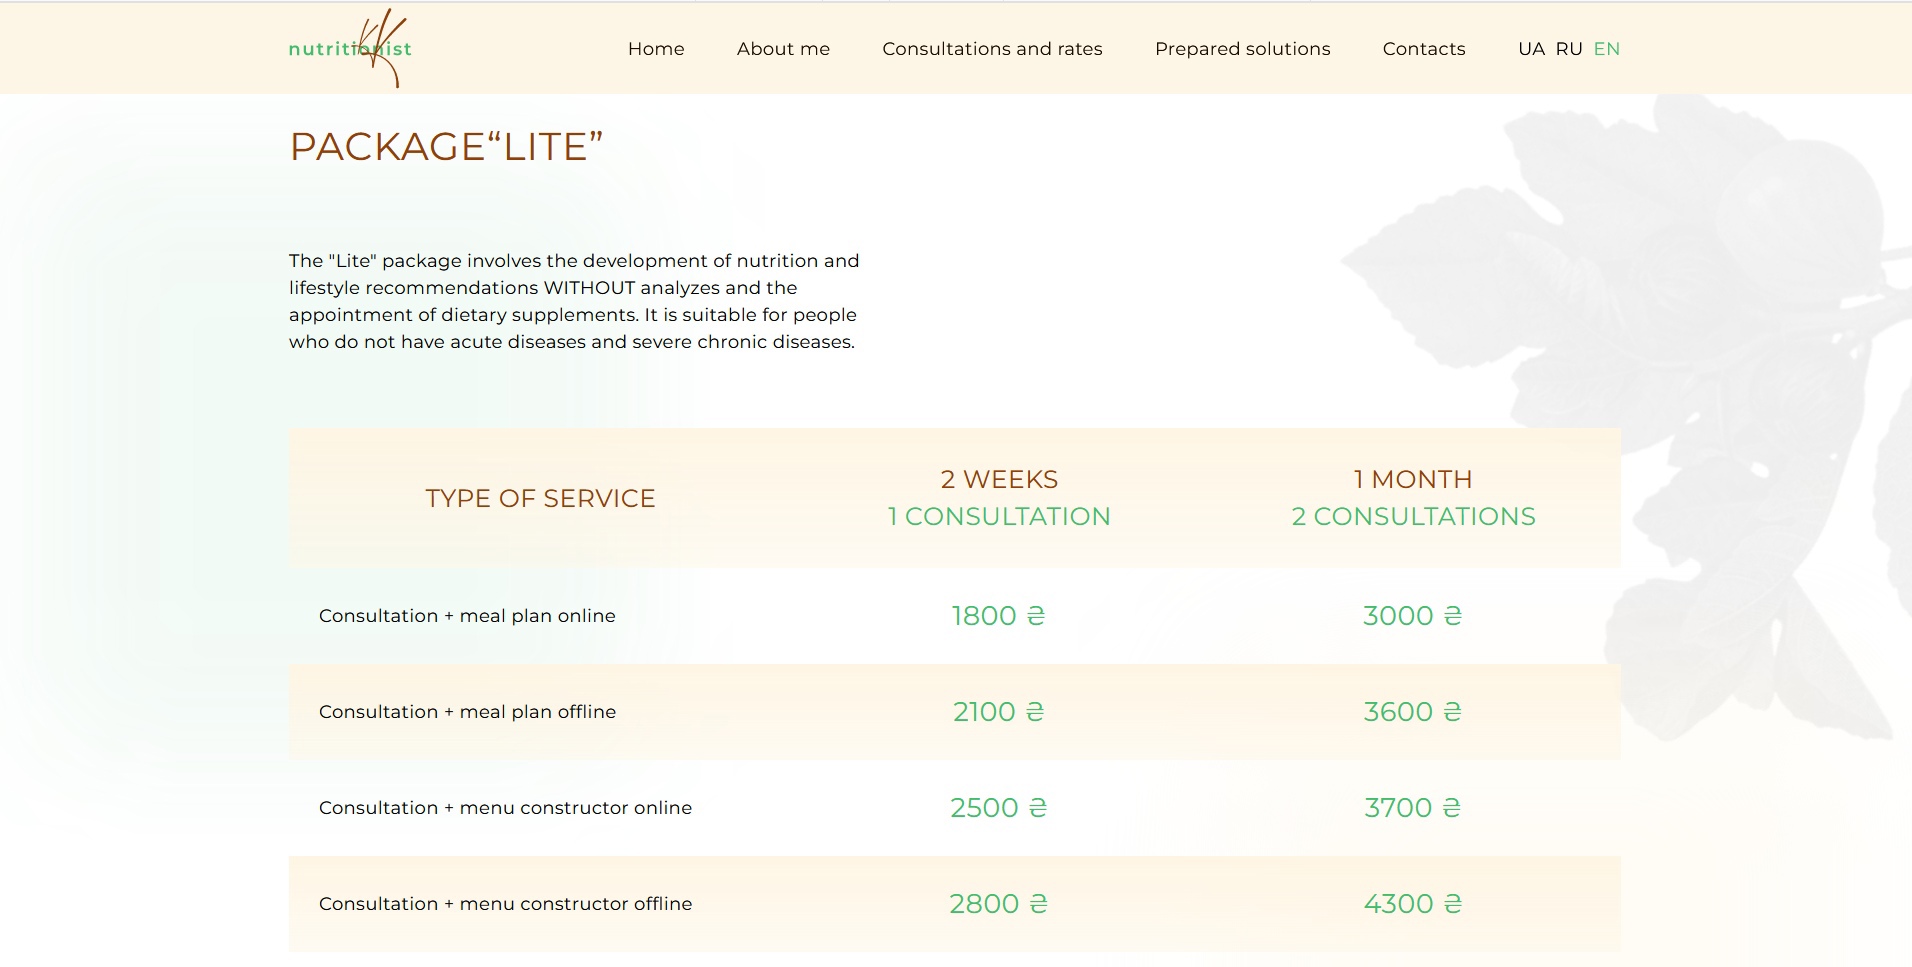 nutritionist
Home About me Consultations and rates Prepared solutions Contacts UA RU EN
PACKAGE“LITE”
The "Lite" package involves the development of nutrition and
lifestyle recommendations WITHOUT analyzes and the
appointment of dietary supplements. It is suitable for people
who do not have acute diseases and severe chronic diseases.
TYPE OF SERVICE
2 WEEKS
1 CONSULTATION
1 MONTH
2 CONSULTATIONS
Consultation + meal plan online 1800 ₴ 3000 ₴
Consultation + meal plan offline 2100 ₴ 3600 ₴
Consultation + menu constructor online 2500 ₴ 3700 ₴
Consultation + menu constructor offline 2800 ₴ 4300 ₴